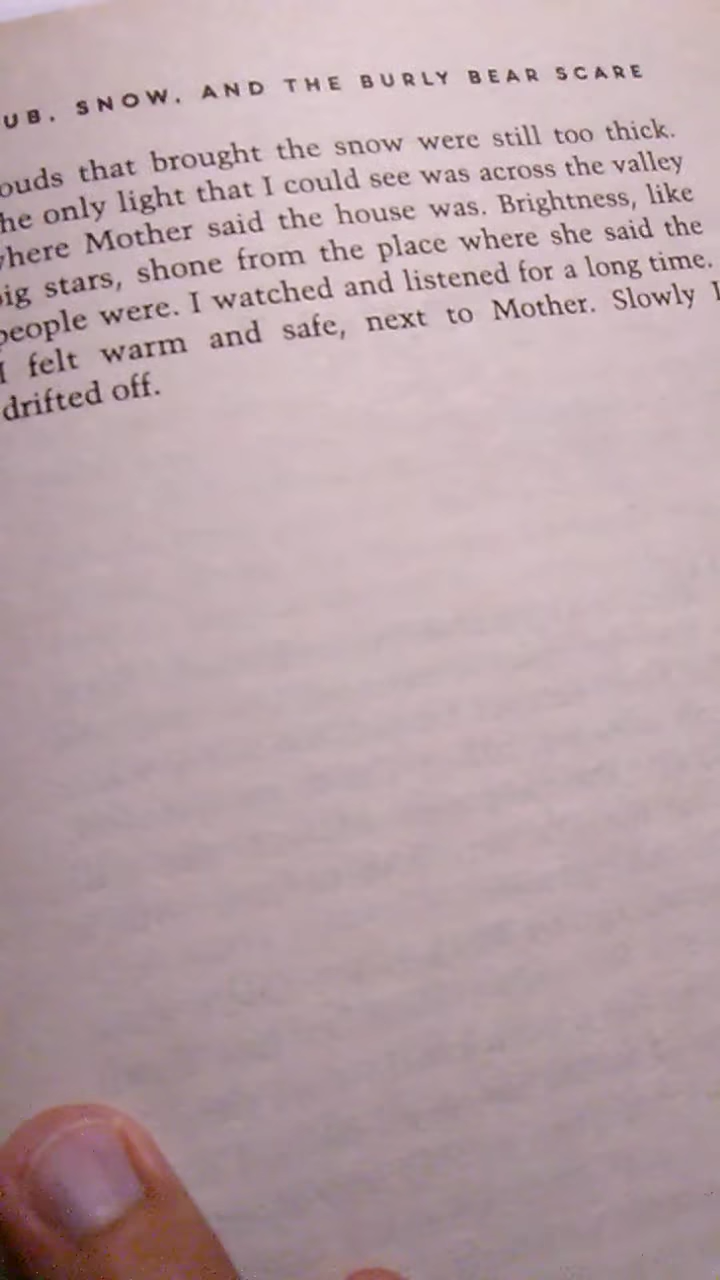 UB, SNOW, AND THE BURLY BEAR SCARE
ouds that brought the snow were still too thick.
he only light that I could see was across the valley
here Mother said the house was. Brightness, like
ig stars, shone from the place where she said the
people were. I watched and listened for a long time.
I felt warm and safe, next to Mother. Slowly I
drifted off.